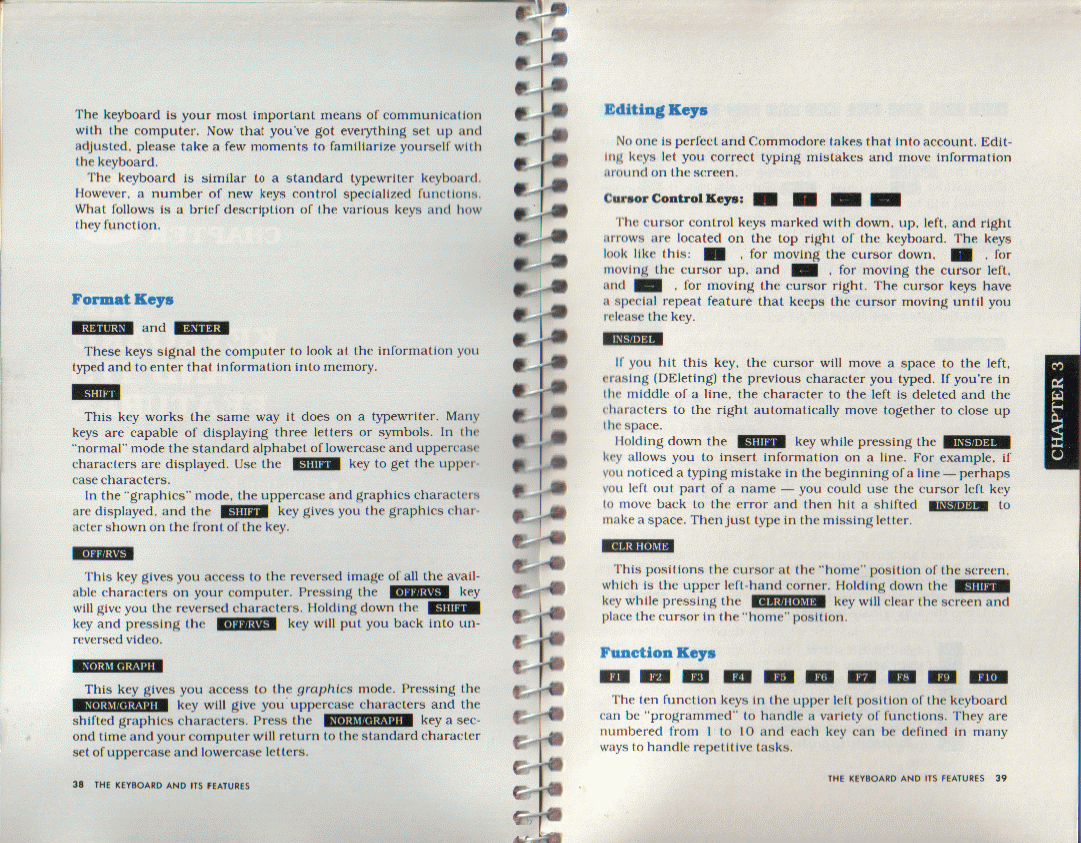 The keyboard is your most important means of communication
with the computer. Now that you've got everything set up and
adjusted, please take a few moments to familiarize yourself with
the keyboard.
The keyboard is similar to a standard typewriter keyboard.
However, a number of new keys control specialized functions.
What follows is a brief description of the various keys and how
they function.
Format Keys
RETURN and ENTER
These keys signal the computer to look at the information you
typed and to enter that information into memory.
SHIFT
This key works the same way it does on a typewriter. Many
keys are capable of displaying three letters or symbols. In the
"normal" mode the standard alphabet of lowercase and uppercase
characters are displayed. Use the SHIFT key to get the upper-
case characters.
In the "graphics" mode, the uppercase and graphics characters
are displayed, and the SHIFT key gives you the graphics char-
acter shown on the front of the key.
OFF/RVS
This key gives you access to the reversed image of all the avail-
able characters on your computer. Pressing the OFF/RVS key
will give you the reversed characters. Holding down the SHIFT
key and pressing the OFF/RVS key will put you back into un-
reversed video.
NORM GRAPH
This key gives you access to the graphics mode. Pressing the
NORM/GRAPH key will give you uppercase characters and the
shifted graphics characters. Press the NORM/GRAPH key a sec-
ond time and your computer will return to the standard character
set of uppercase and lowercase letters.
38 THE KEYBOARD AND ITS FEATURES
Editing Keys
No one is perfect and Commodore takes that into account. Edit-
ing keys let you correct typing mistakes and move information
around on the screen.
Cursor Control Keys: ↓ ↑ ← →
The cursor control keys marked with down, up, left, and right
arrows are located on the top right of the keyboard. The keys
look like this: ↓ , for moving the cursor down, ↑ , for
moving the cursor up, and ← , for moving the cursor left,
and → , for moving the cursor right. The cursor keys have
a special repeat feature that keeps the cursor moving until you
release the key.
INS/DEL
If you hit this key, the cursor will move a space to the left,
erasing (DEleting) the previous character you typed. If you're in
the middle of a line, the character to the left is deleted and the
characters to the right automatically move together to close up
the space.
Holding down the SHIFT key while pressing the INS/DEL
key allows you to insert information on a line. For example, if
you noticed a typing mistake in the beginning of a line — perhaps
you left out part of a name — you could use the cursor left key
to move back to the error and then hit a shifted INS/DEL to
make a space. Then just type in the missing letter.
CLR HOME
This positions the cursor at the "home" position of the screen,
which is the upper left-hand corner. Holding down the SHIFT
key while pressing the CLR/HOME key will clear the screen and
place the cursor in the "home" position.
Function Keys
F1 F2 F3 F4 F5 F6 F7 F8 F9 F10
The ten function keys in the upper left position of the keyboard
can be "programmed" to handle a variety of functions. They are
numbered from 1 to 10 and each key can be defined in many
ways to handle repetitive tasks.
THE KEYBOARD AND ITS FEATURES 39
CHAPTER 3